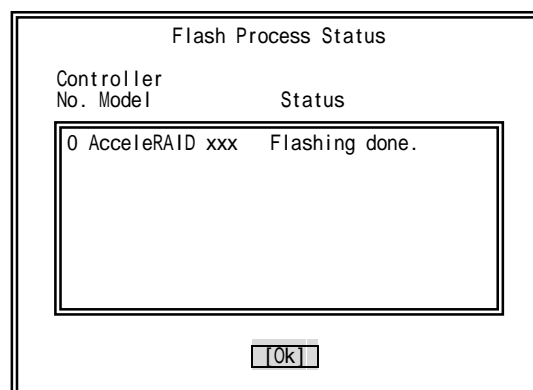 Flash Process Status
Controller
No. Model Status
0 AcceleRAID xxx Flashing done.
[Ok]